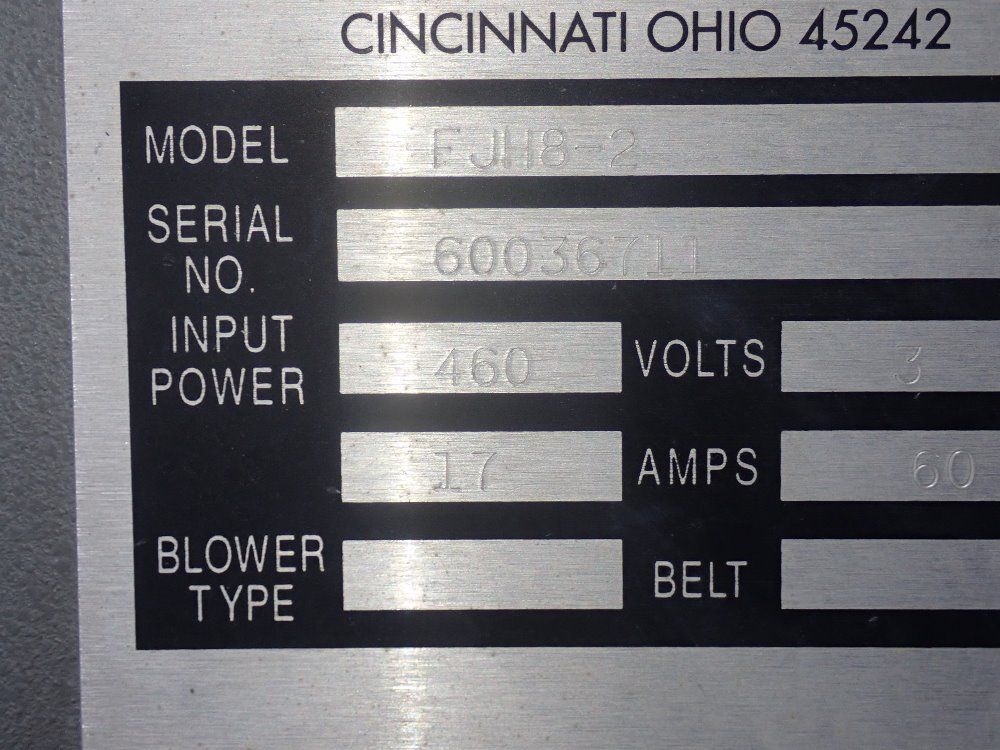 CINCINNATI OHIO 45242
MODEL FJH8-2
SERIAL NO. 60036711
INPUT POWER 460 VOLTS 3
17 AMPS 60
BLOWER TYPE BELT